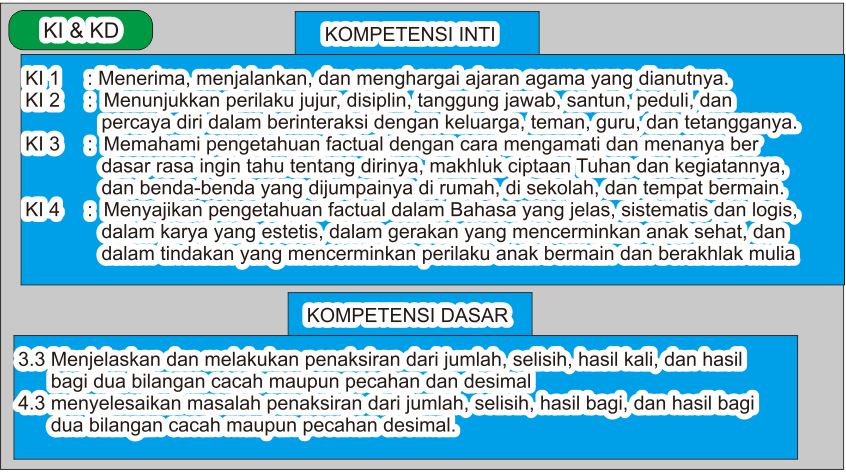 KI & KD
KOMPETENSI INTI
KI 1 : Menerima, menjalankan, dan menghargai ajaran agama yang dianutnya.
KI 2 : Menunjukkan perilaku jujur, disiplin, tanggung jawab, santun, peduli, dan
percaya diri dalam berinteraksi dengan keluarga, teman, guru, dan tetangganya.
KI 3 : Memahami pengetahuan factual dengan cara mengamati dan menanya ber
dasar rasa ingin tahu tentang dirinya, makhluk ciptaan Tuhan dan kegiatannya,
dan benda-benda yang dijumpainya di rumah, di sekolah, dan tempat bermain.
KI 4 : Menyajikan pengetahuan factual dalam Bahasa yang jelas, sistematis dan logis,
dalam karya yang estetis, dalam gerakan yang mencerminkan anak sehat, dan
dalam tindakan yang mencerminkan perilaku anak bermain dan berakhlak mulia
KOMPETENSI DASAR
3.3 Menjelaskan dan melakukan penaksiran dari jumlah, selisih, hasil kali, dan hasil
bagi dua bilangan cacah maupun pecahan dan desimal
4.3 menyelesaikan masalah penaksiran dari jumlah, selisih, hasil bagi, dan hasil bagi
dua bilangan cacah maupun pecahan desimal.